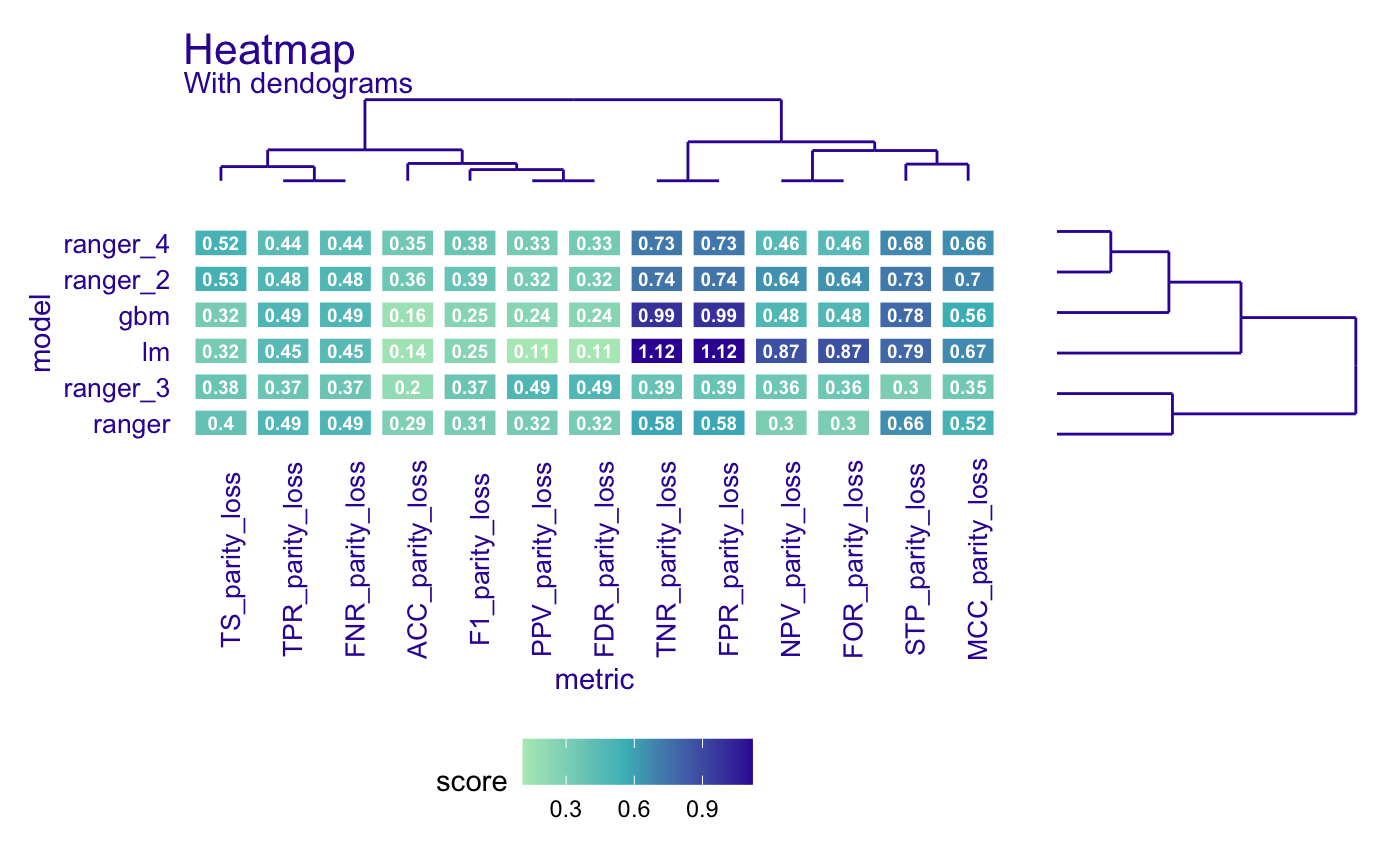 Heatmap
With dendograms
model
ranger_4 0.52 0.44 0.44 0.35 0.38 0.33 0.33 0.73 0.73 0.46 0.46 0.68 0.66
ranger_2 0.53 0.48 0.48 0.36 0.39 0.32 0.32 0.74 0.74 0.64 0.64 0.73 0.7
gbm 0.32 0.49 0.49 0.16 0.25 0.24 0.24 0.99 0.99 0.48 0.48 0.78 0.56
lm 0.32 0.45 0.45 0.14 0.25 0.11 0.11 1.12 1.12 0.87 0.87 0.79 0.67
ranger_3 0.38 0.37 0.37 0.2 0.37 0.49 0.49 0.39 0.39 0.36 0.36 0.3 0.35
ranger 0.4 0.49 0.49 0.29 0.31 0.32 0.32 0.58 0.58 0.3 0.3 0.66 0.52
TS_parity_loss
TPR_parity_loss
FNR_parity_loss
ACC_parity_loss
F1_parity_loss
PPV_parity_loss
FDR_parity_loss
TNR_parity_loss
FPR_parity_loss
NPV_parity_loss
FOR_parity_loss
STP_parity_loss
MCC_parity_loss
metric
score
0.3 0.6 0.9